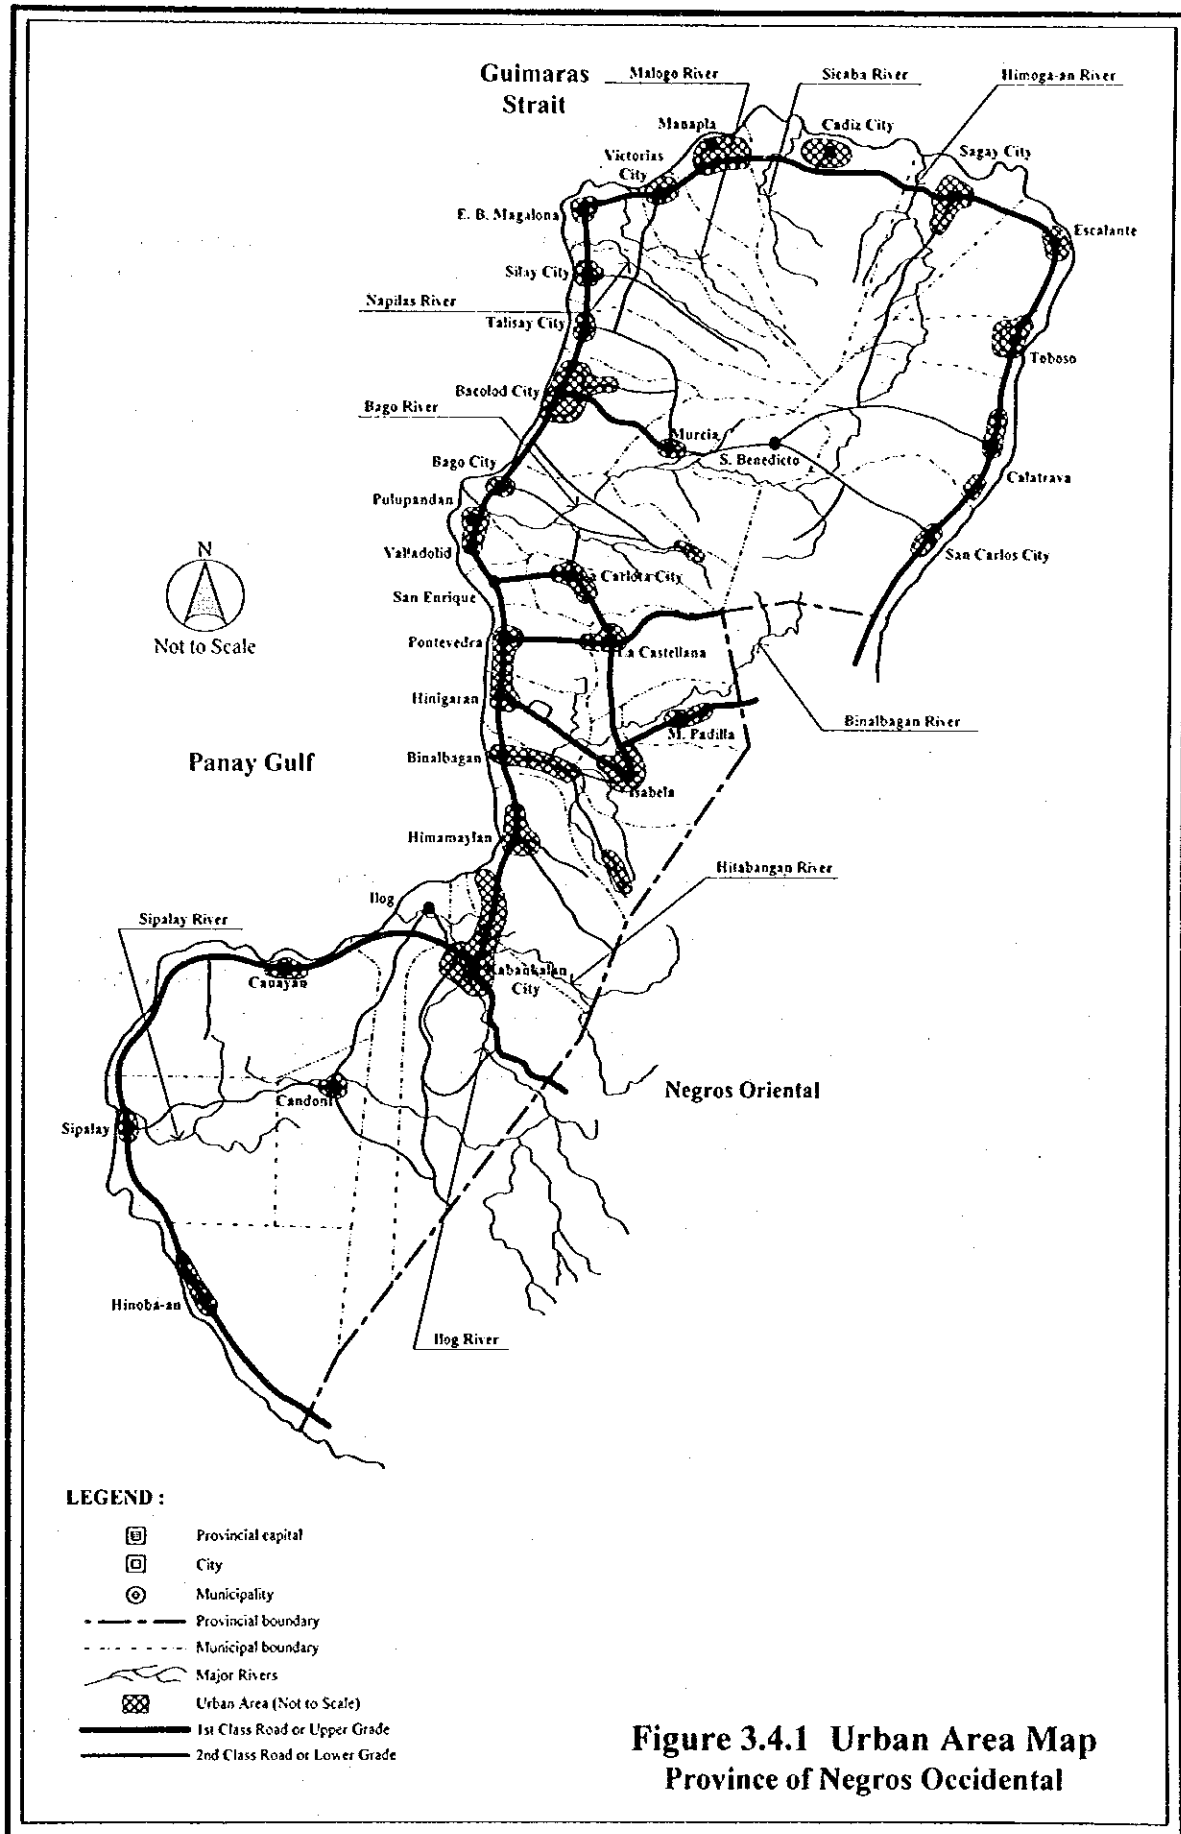 Guimaras
Strait
Malogo River
Sicaba River
Himoga-an River
Manapla
Cadiz City
Victorias
City
Sagay City
E. B. Magalona
Escalante
Silay City
Napilas River
Talisay City
Toboso
Bacolod City
Bago River
Murcia
S. Benedicto
Bago City
Calatrava
Pulupandan
San Carlos City
Valladolid
N
La Carlota City
San Enrique
Not to Scale
Pontevedra
La Castellana
Hinigaran
Binalbagan River
M. Padilla
Panay Gulf
Binalbagan
Isabela
Himamaylan
Hitabangan River
Ilog
Sipalay River
Kabankalan
City
Cauayan
Negros Oriental
Candoni
Sipalay
Hinoba-an
Ilog River
LEGEND :
Provincial capital
City
Municipality
Provincial boundary
Municipal boundary
Major Rivers
Urban Area (Not to Scale)
1st Class Road or Upper Grade
2nd Class Road or Lower Grade
Figure 3.4.1 Urban Area Map
Province of Negros Occidental